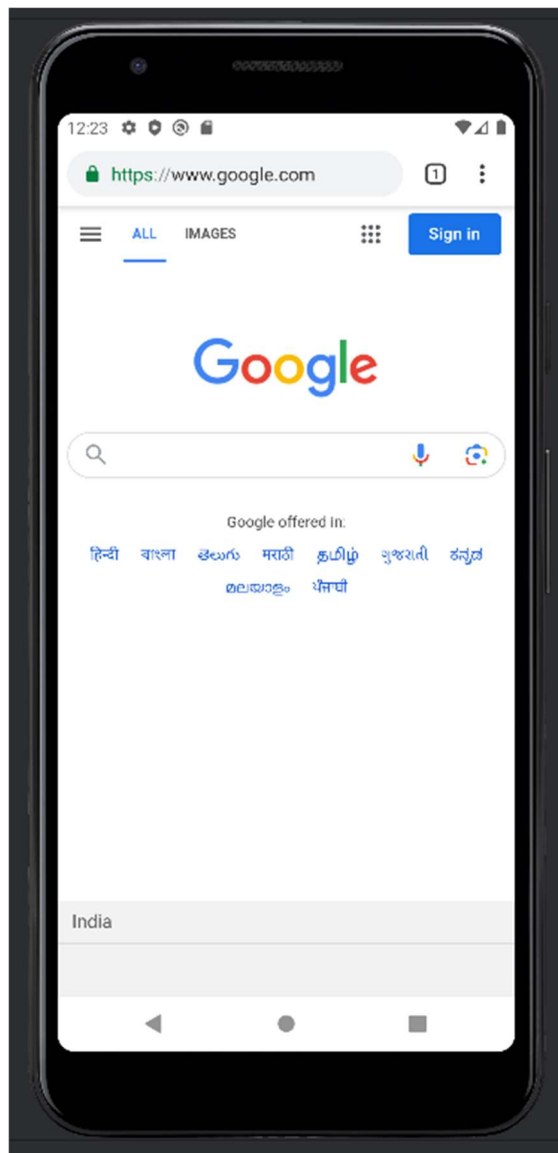 12:23
https://www.google.com 1
ALL IMAGES Sign in
Google
Google offered in:
हिन्दी বাংলা తెలుగు मराठी தமிழ் ગુજરાતી ಕನ್ನಡ
മലയാളം ਪੰਜਾਬੀ
India